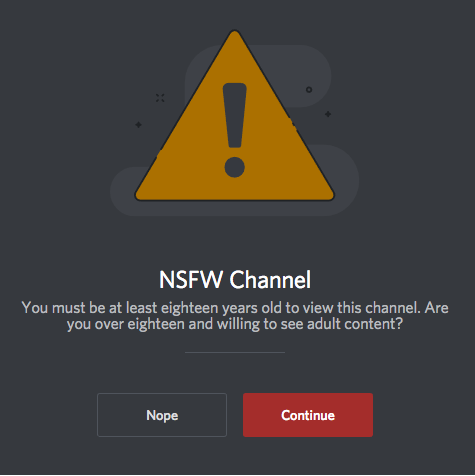 NSFW Channel
You must be at least eighteen years old to view this channel. Are
you over eighteen and willing to see adult content?
Nope
Continue